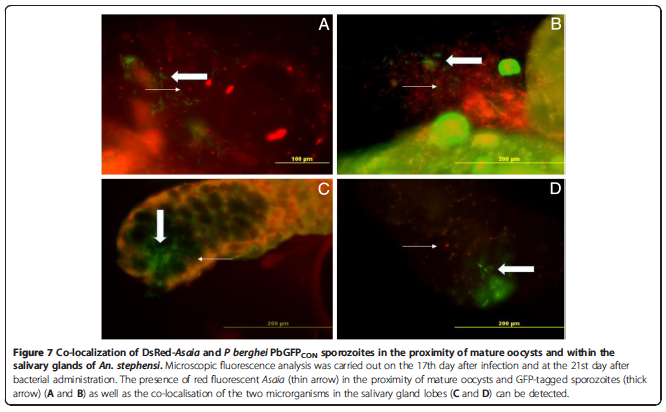 A
B
100 µm
200 µm
C
D
200 µm
200 µm
Figure 7 Co-localization of DsRed-Asaia and P berghei PbGFPCON sporozoites in the proximity of mature oocysts and within the
salivary glands of An. stephensi. Microscopic fluorescence analysis was carried out on the 17th day after infection and at the 21st day after
bacterial administration. The presence of red fluorescent Asaia (thin arrow) in the proximity of mature oocysts and GFP-tagged sporozoites (thick
arrow) (A and B) as well as the co-localisation of the two microrganisms in the salivary gland lobes (C and D) can be detected.